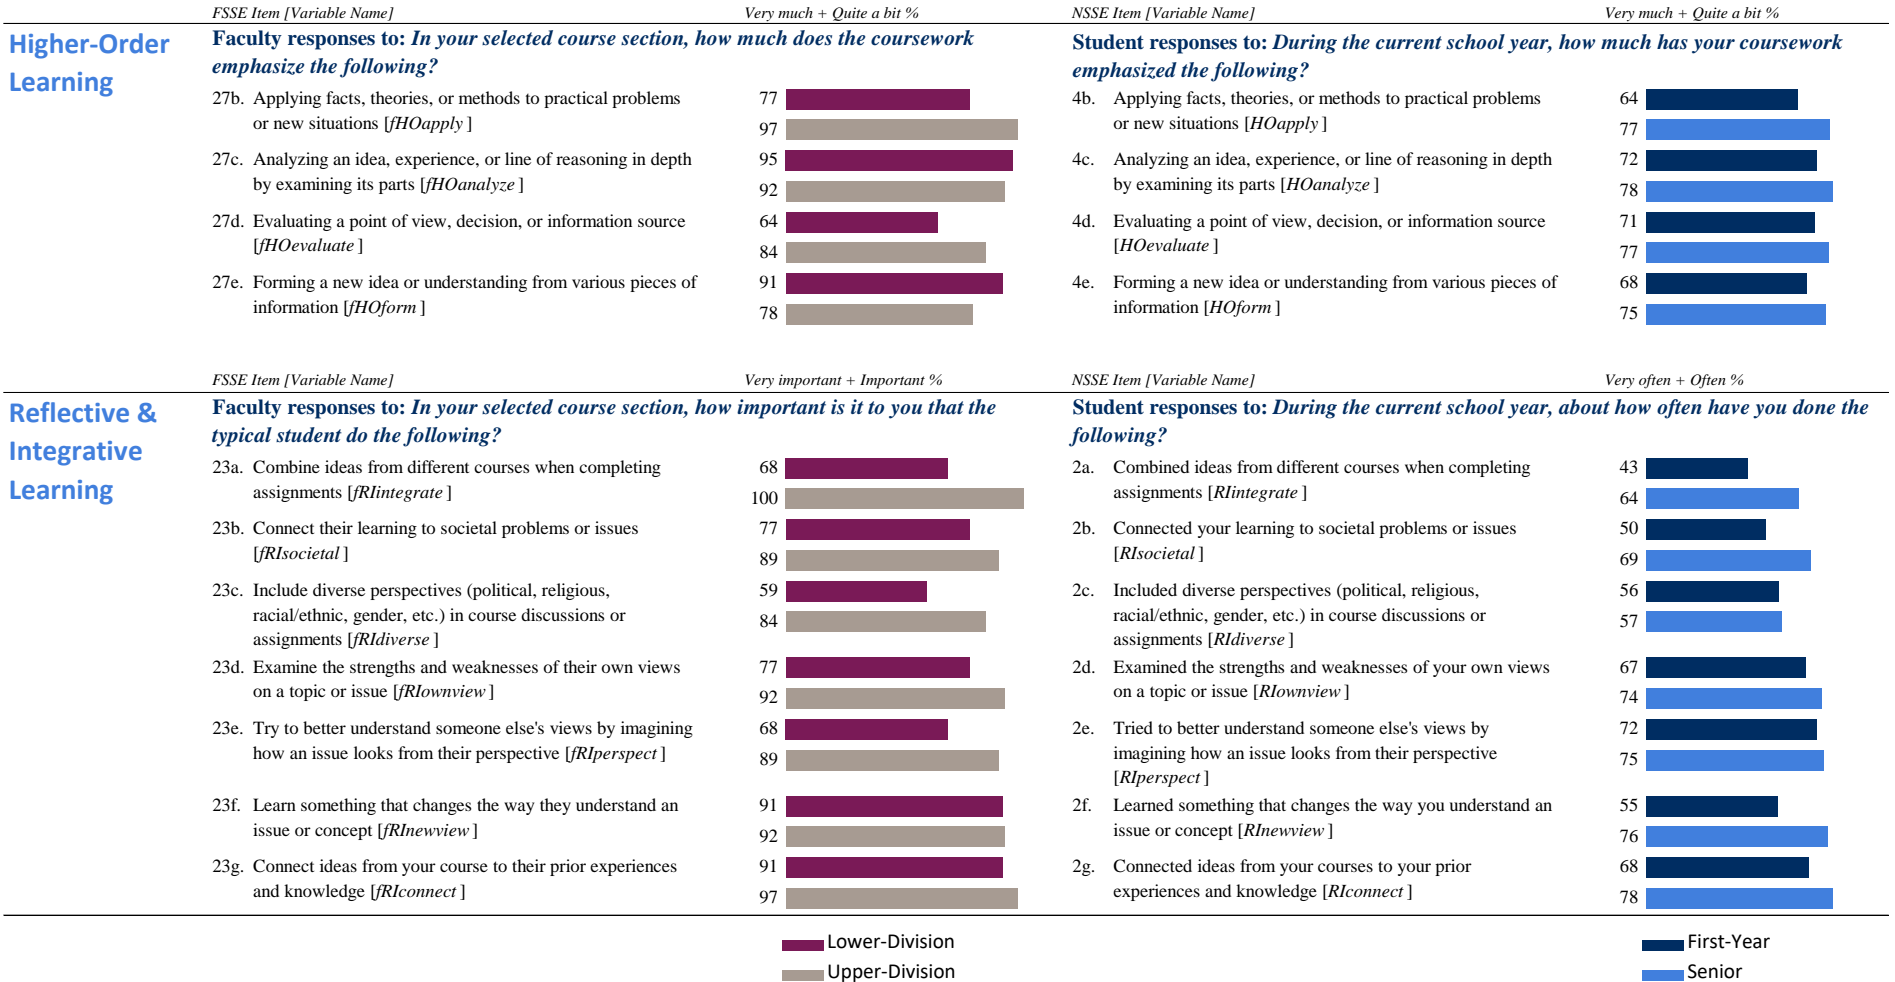 FSSE Item [Variable Name]
Very much + Quite a bit %
NSSE Item [Variable Name]
Very much + Quite a bit %
Higher-Order
Learning
Faculty responses to: In your selected course section, how much does the coursework
emphasize the following?
Student responses to: During the current school year, how much has your coursework
emphasized the following?
27b. Applying facts, theories, or methods to practical problems
or new situations [fHOapply ]
77
97
4b. Applying facts, theories, or methods to practical problems
or new situations [HOapply ]
64
77
27c. Analyzing an idea, experience, or line of reasoning in depth
by examining its parts [fHOanalyze ]
95
92
4c. Analyzing an idea, experience, or line of reasoning in depth
by examining its parts [HOanalyze ]
72
78
27d. Evaluating a point of view, decision, or information source
[fHOevaluate ]
64
84
4d. Evaluating a point of view, decision, or information source
[HOevaluate ]
71
77
27e. Forming a new idea or understanding from various pieces of
information [fHOform ]
91
78
4e. Forming a new idea or understanding from various pieces of
information [HOform ]
68
75
FSSE Item [Variable Name]
Very important + Important %
NSSE Item [Variable Name]
Very often + Often %
Reflective &
Integrative
Learning
Faculty responses to: In your selected course section, how important is it to you that the
typical student do the following?
Student responses to: During the current school year, about how often have you done the
following?
23a. Combine ideas from different courses when completing
assignments [fRIintegrate ]
68
100
2a. Combined ideas from different courses when completing
assignments [RIintegrate ]
43
64
23b. Connect their learning to societal problems or issues
[fRIsocietal ]
77
89
2b. Connected your learning to societal problems or issues
[RIsocietal ]
50
69
23c. Include diverse perspectives (political, religious,
racial/ethnic, gender, etc.) in course discussions or
assignments [fRIdiverse ]
59
84
2c. Included diverse perspectives (political, religious,
racial/ethnic, gender, etc.) in course discussions or
assignments [RIdiverse ]
56
57
23d. Examine the strengths and weaknesses of their own views
on a topic or issue [fRIownview ]
77
92
2d. Examined the strengths and weaknesses of your own views
on a topic or issue [RIownview ]
67
74
23e. Try to better understand someone else's views by imagining
how an issue looks from their perspective [fRIperspect ]
68
89
2e. Tried to better understand someone else's views by
imagining how an issue looks from their perspective
[RIperspect ]
72
75
23f. Learn something that changes the way they understand an
issue or concept [fRInewview ]
91
92
2f. Learned something that changes the way you understand an
issue or concept [RInewview ]
55
76
23g. Connect ideas from your course to their prior experiences
and knowledge [fRIconnect ]
91
97
2g. Connected ideas from your courses to your prior
experiences and knowledge [RIconnect ]
68
78
Lower-Division
Upper-Division
First-Year
Senior